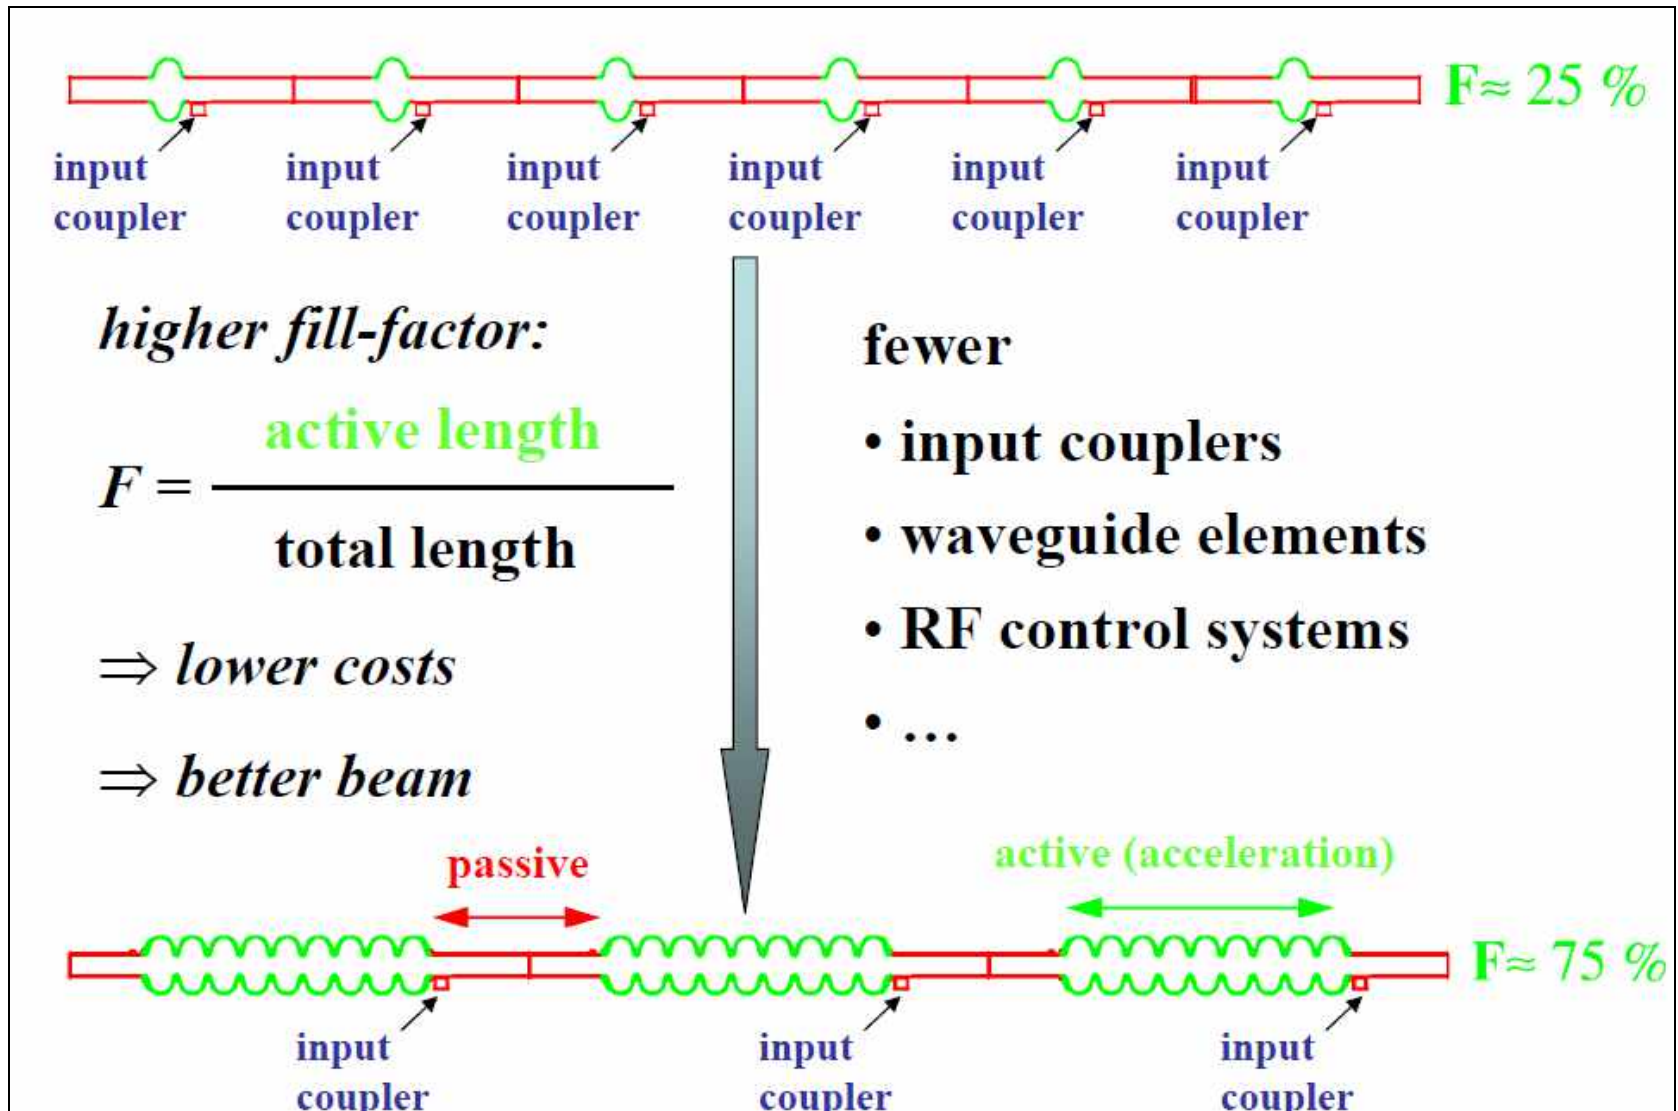 F≈ 25 %
input coupler
input coupler
input coupler
input coupler
input coupler
input coupler
higher fill-factor:
F = active length
total length
⇒ lower costs
⇒ better beam
fewer
• input couplers
• waveguide elements
• RF control systems
• ...
passive
active (acceleration)
F≈ 75 %
input coupler
input coupler
input coupler